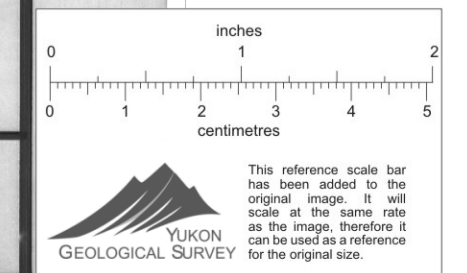 inches
0 1 2
0 1 2 3 4 5
centimetres
YUKON
GEOLOGICAL SURVEY
This reference scale bar
has been added to the
original image. It will
scale at the same rate
as the image, therefore it
can be used as a reference
for the original size.